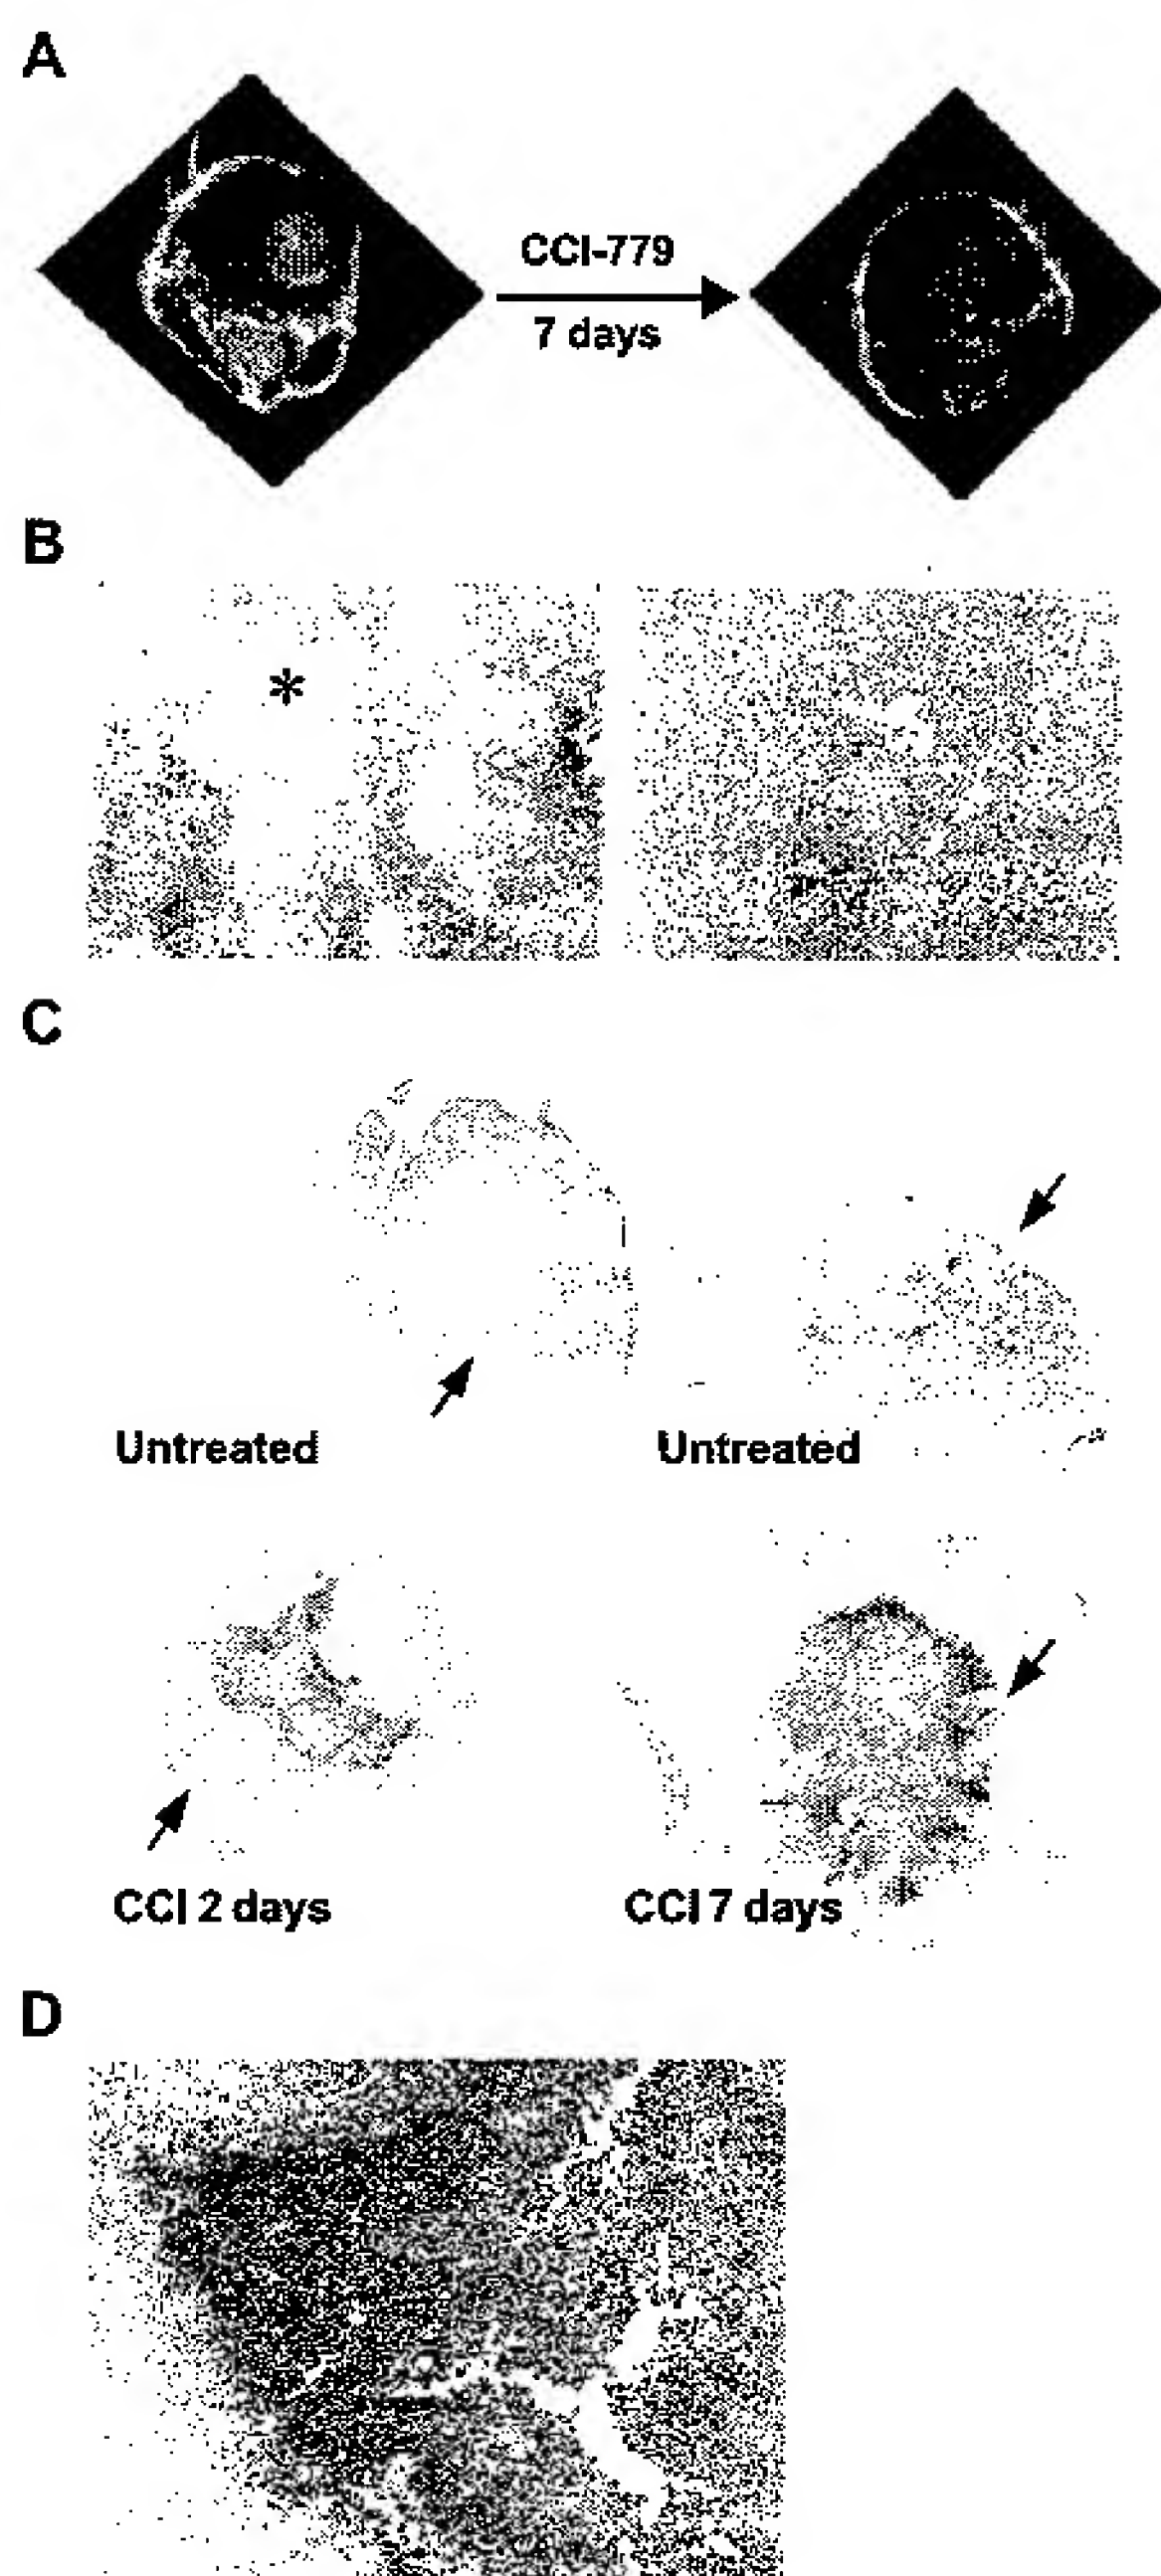 A
CCI-779
7 days
B
*
C
Untreated
Untreated
CCI 2 days
CCI 7 days
D